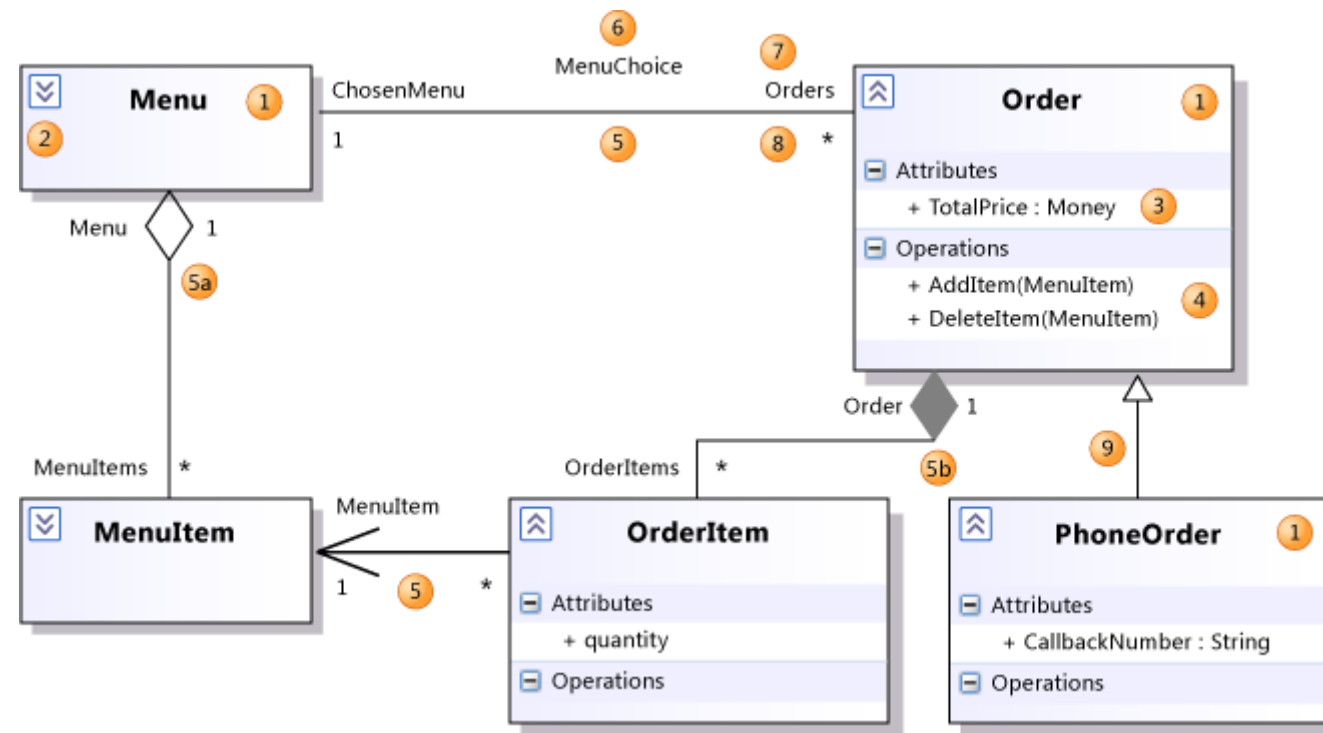 6
MenuChoice
7
Menu 1
2
ChosenMenu
1
5
Orders
8 *
Order 1
Attributes
+ TotalPrice : Money 3
Operations
+ AddItem(MenuItem)
+ DeleteItem(MenuItem)
4
Menu 1
5a
MenuItems *
Order 1
5b
OrderItems *
9
MenuItem
MenuItem
1 5 *
OrderItem
Attributes
+ quantity
Operations
PhoneOrder 1
Attributes
+ CallbackNumber : String
Operations